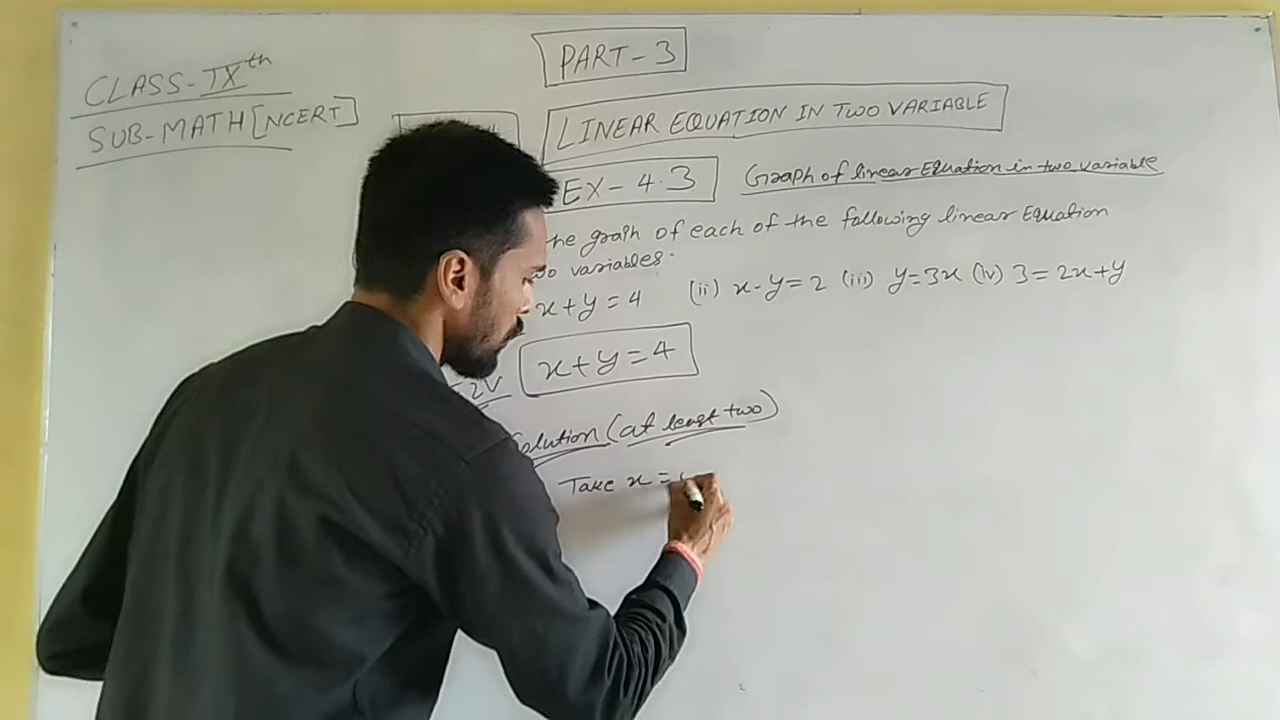 PART-3
CLASS-IXth
SUB-MATH[NCERT]
LINEAR EQUATION IN TWO VARIABLE
EX-4.3 Graph of linear Equation in two variable
he graph of each of the following linear Equation
variables.
x+y=4 (ii) x-y=2 (iii) y=3x (iv) 3=2x+y
x+y=4
olution (at least two)
Take x =